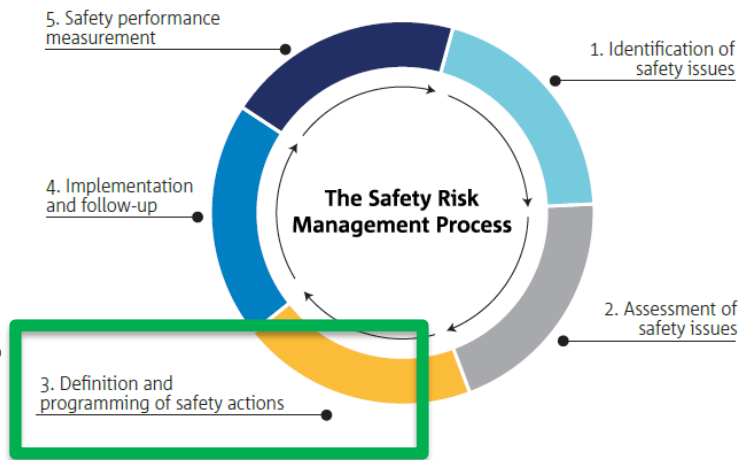 5. Safety performance
measurement
1. Identification of
safety issues
4. Implementation
and follow-up
The Safety Risk
Management Process
2. Assessment of
safety issues
3. Definition and
programming of safety actions